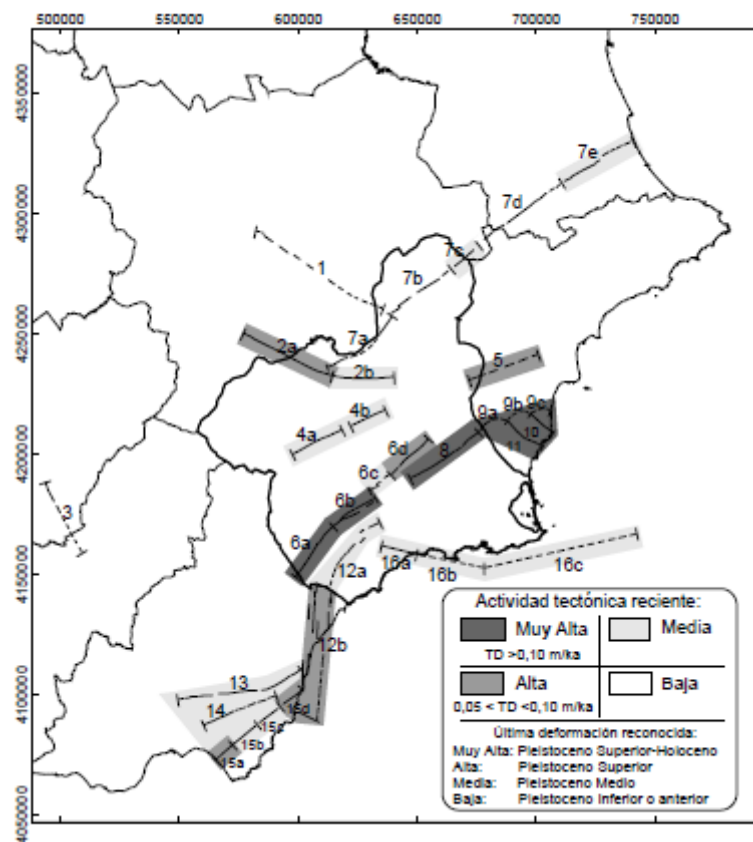 500000 550000 600000 650000 700000 750000
4350000
4300000
4250000
4200000
4150000
4100000
4050000
7e
7d
7c
1
7b
7a
2a
2b
5
9a 9b 9c
10
11
4b
4a
6d
8
6c
6b
3
6a
12a
16a
16b
16c
12b
13
14
15d
15c
15b
15a
Actividad tectónica reciente:
Muy Alta
TD >0,10 m/ka
Media
Alta
0,05 < TD <0,10 m/ka
Baja
Última deformación reconocida:
Muy Alta: Pleistoceno Superior-Holoceno
Alta: Pleistoceno Superior
Media: Pleistoceno Medio
Baja: Pleistoceno Inferior o anterior